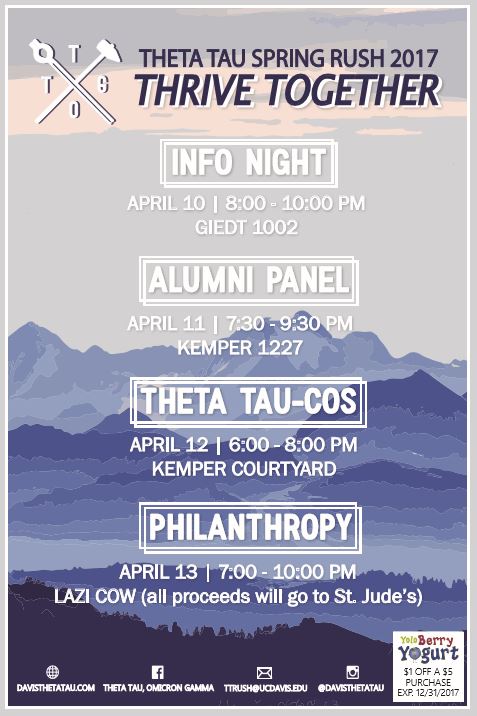 T
T
S
O
THETA TAU SPRING RUSH 2017
THRIVE TOGETHER
INFO NIGHT
APRIL 10 | 8:00 - 10:00 PM
GIEDT 1002
ALUMNI PANEL
APRIL 11 | 7:30 - 9:30 PM
KEMPER 1227
THETA TAU-COS
APRIL 12 | 6:00 - 8:00 PM
KEMPER COURTYARD
PHILANTHROPY
APRIL 13 | 7:00 - 10:00 PM
LAZI COW (all proceeds will go to St. Jude's)
Yolo Berry
Yogurt
$1 OFF A $5
PURCHASE
EXP. 12/31/2017
DAVISTHETATAU.COM
THETA TAU, OMICRON GAMMA
TTRUSH@UCDAVIS.EDU
@DAVISTHETATAU